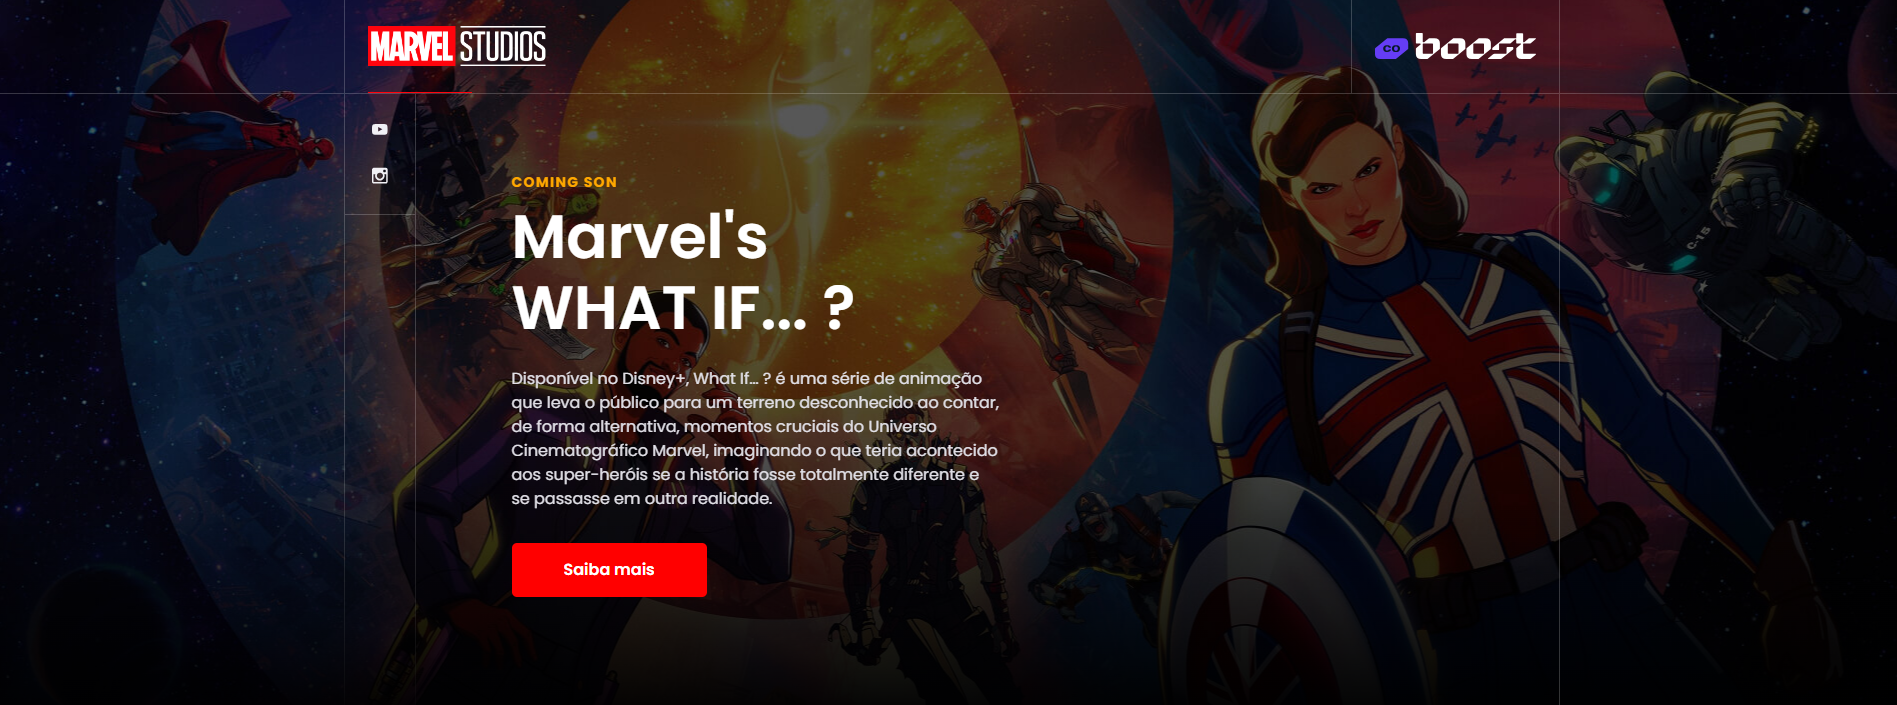 MARVEL STUDIOS
co boost
COMING SON
Marvel's
WHAT IF... ?
Disponível no Disney+, What If... ? é uma série de animação
que leva o público para um terreno desconhecido ao contar,
de forma alternativa, momentos cruciais do Universo
Cinematográfico Marvel, imaginando o que teria acontecido
aos super-heróis se a história fosse totalmente diferente e
se passasse em outra realidade.
Saiba mais
C-15